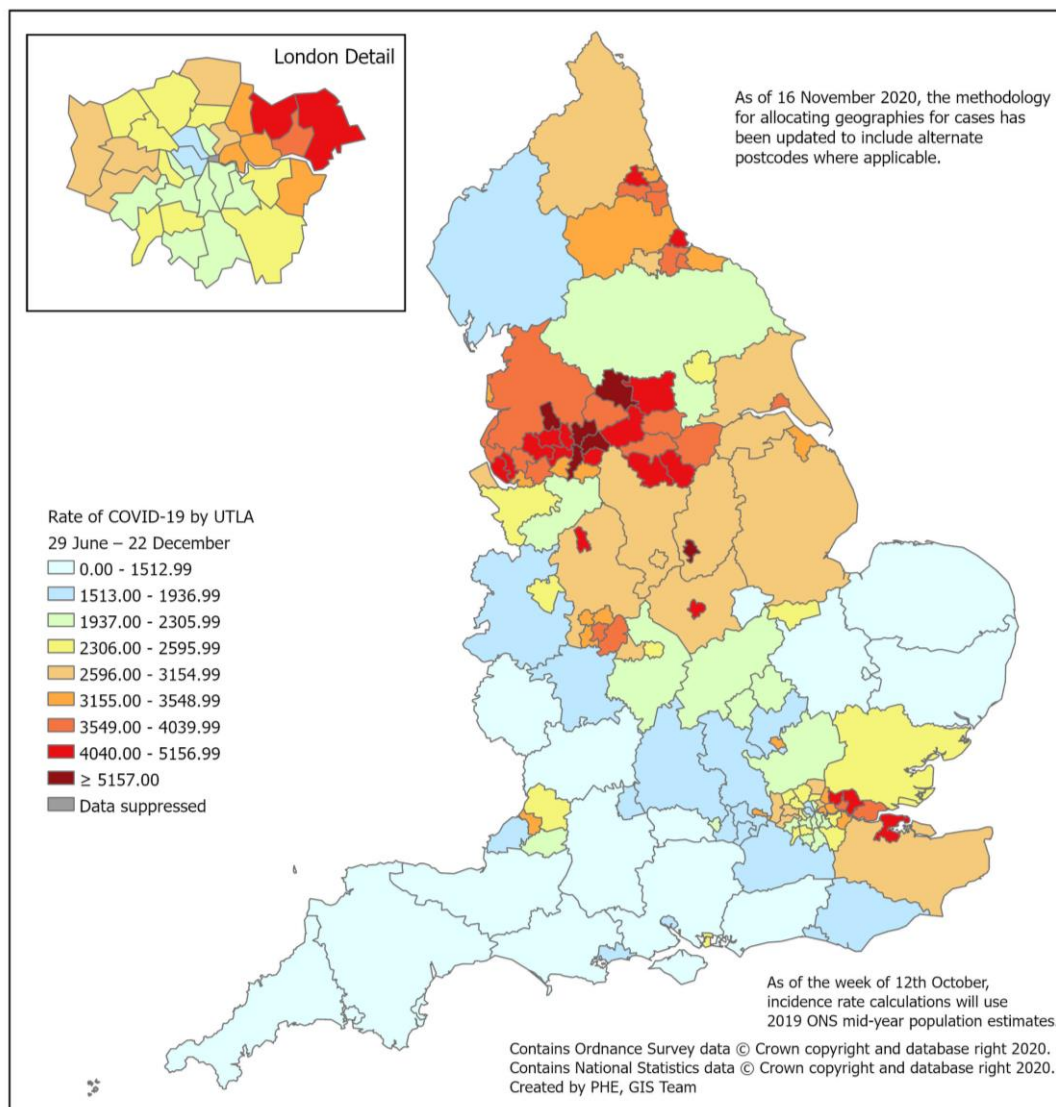 London Detail
As of 16 November 2020, the methodology
for allocating geographies for cases has
been updated to include alternate
postcodes where applicable.
Rate of COVID-19 by UTLA
29 June – 22 December
0.00 - 1512.99
1513.00 - 1936.99
1937.00 - 2305.99
2306.00 - 2595.99
2596.00 - 3154.99
3155.00 - 3548.99
3549.00 - 4039.99
4040.00 - 5156.99
≥ 5157.00
Data suppressed
As of the week of 12th October,
incidence rate calculations will use
2019 ONS mid-year population estimates.
Contains Ordnance Survey data © Crown copyright and database right 2020.
Contains National Statistics data © Crown copyright and database right 2020.
Created by PHE, GIS Team